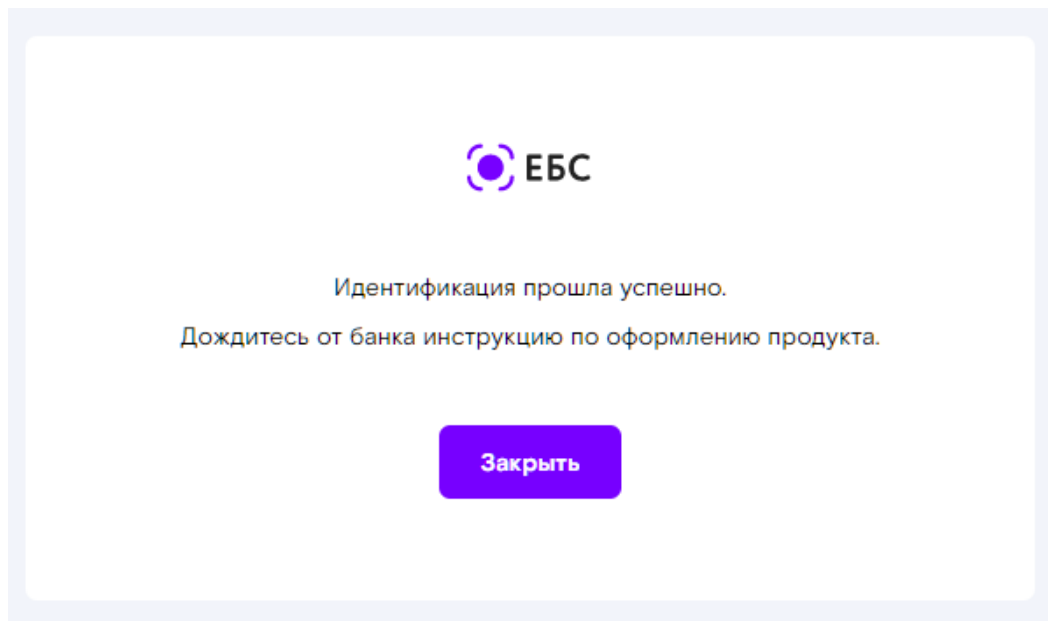 ЕБС
Идентификация прошла успешно.
Дождитесь от банка инструкцию по оформлению продукта.
Закрыть